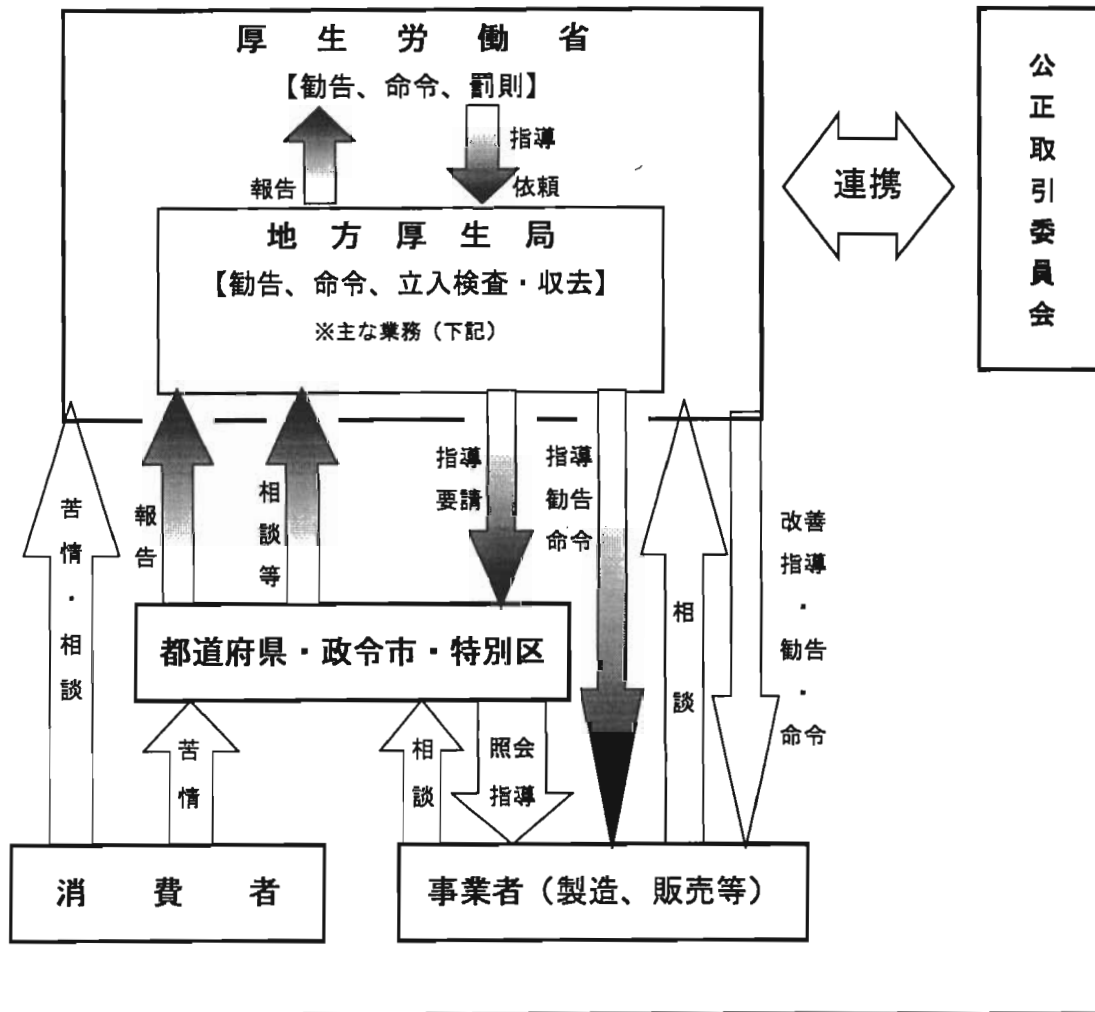 厚生労働省
【勧告、命令、罰則】
指導
依頼
報告
地方厚生局
【勧告、命令、立入検査・収去】
※主な業務（下記）
連携
公正取引委員会
苦情・相談
報告
相談等
指導
要請
指導
勧告
命令
相談
改善
指導
・
勧告
・
命令
都道府県・政令市・特別区
苦情
相談
照会
指導
消費者
事業者（製造、販売等）